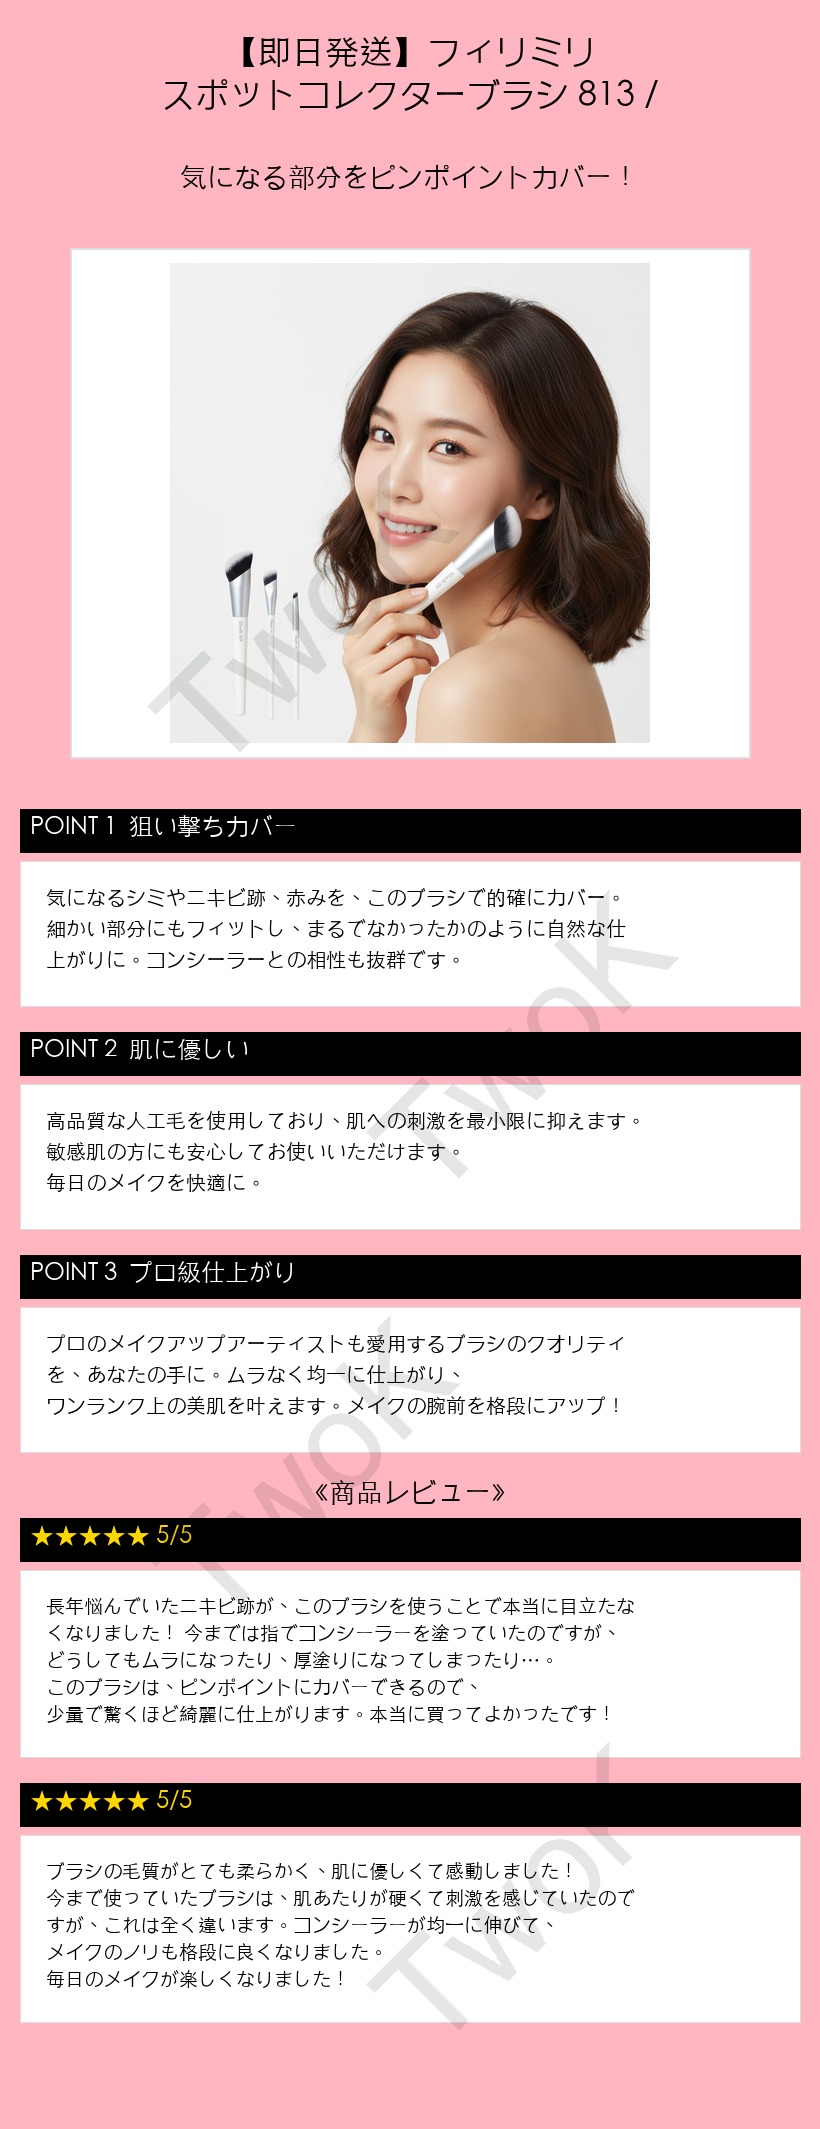 【即日発送】フィリミリ
スポットコレクターブラシ 813 /
気になる部分をピンポイントカバー！
TwoK
POINT 1 狙い撃ちカバー
気になるシミやニキビ跡、赤みを、このブラシで的確にカバー。
細かい部分にもフィットし、まるでなかったかのように自然な仕
上がりに。コンシーラーとの相性も抜群です。
TwoK
POINT 2 肌に優しい
高品質な人工毛を使用しており、肌への刺激を最小限に抑えます。
敏感肌の方にも安心してお使いいただけます。
毎日のメイクを快適に。
POINT 3 プロ級仕上がり
プロのメイクアップアーティストも愛用するブラシのクオリティ
を、あなたの手に。ムラなく均一に仕上がり、
ワンランク上の美肌を叶えます。メイクの腕前を格段にアップ！
TwoK
《商品レビュー》
★★★★★ 5/5
長年悩んでいたニキビ跡が、このブラシを使うことで本当に目立たな
くなりました！ 今までは指でコンシーラーを塗っていたのですが、
どうしてもムラになったり、厚塗りになってしまったり…。
このブラシは、ピンポイントにカバーできるので、
少量で驚くほど綺麗に仕上がります。本当に買ってよかったです！
★★★★★ 5/5
ブラシの毛質がとても柔らかく、肌に優しくて感動しました！
今まで使っていたブラシは、肌あたりが硬くて刺激を感じていたので
すが、これは全く違います。コンシーラーが均一に伸びて、
メイクのノリも格段に良くなりました。
毎日のメイクが楽しくなりました！
TwoK